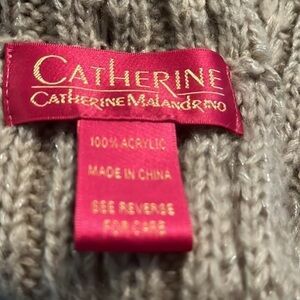 CATHERINE
CATHERINE MALANDRINO
100% ACRYLIC
MADE IN CHINA
SEE REVERSE
FOR CARE